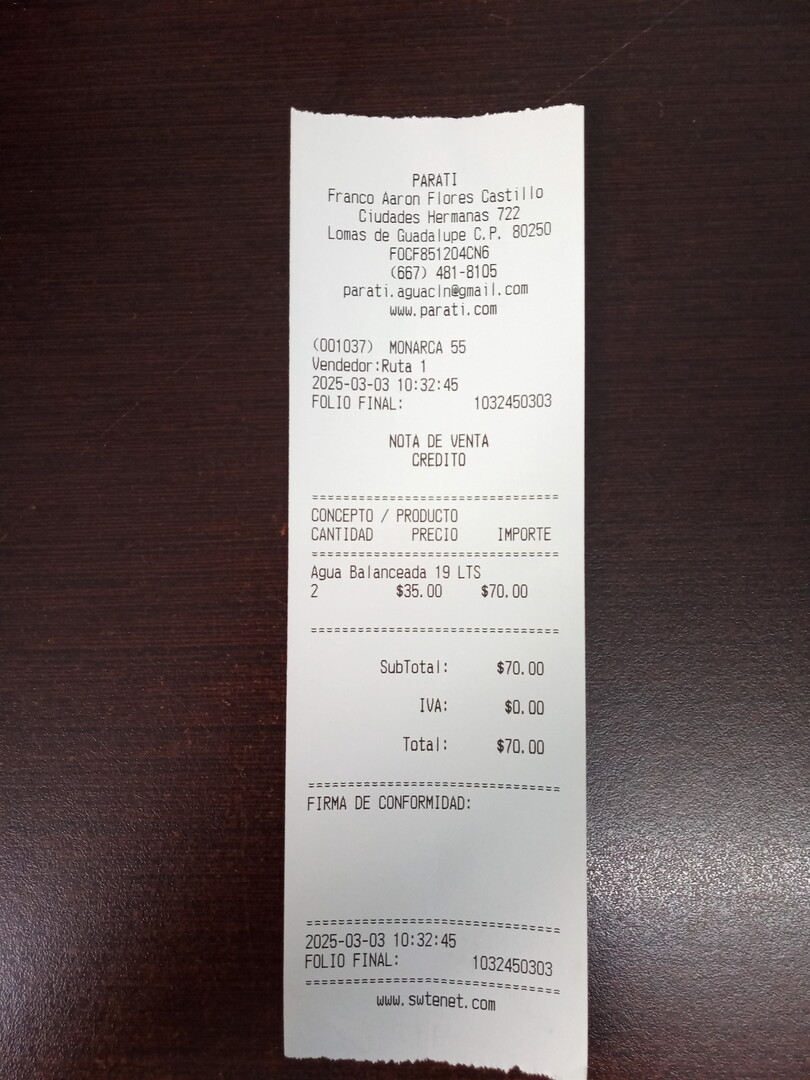 PARATI
Franco Aaron Flores Castillo
Ciudades Hermanas 722
Lomas de Guadalupe C.P. 80250
FOCF851204CN6
(667) 481-8105
parati.aguacln@gmail.com
www.parati.com
(001037) MONARCA 55
Vendedor:Ruta 1
2025-03-03 10:32:45
FOLIO FINAL: 1032450303
NOTA DE VENTA
CREDITO
================================
CONCEPTO / PRODUCTO
CANTIDAD PRECIO IMPORTE
================================
Agua Balanceada 19 LTS
2 $35.00 $70.00
================================
SubTotal: $70.00
IVA: $0.00
Total: $70.00
================================
FIRMA DE CONFORMIDAD:
================================
2025-03-03 10:32:45
FOLIO FINAL: 1032450303
================================
www.swtenet.com